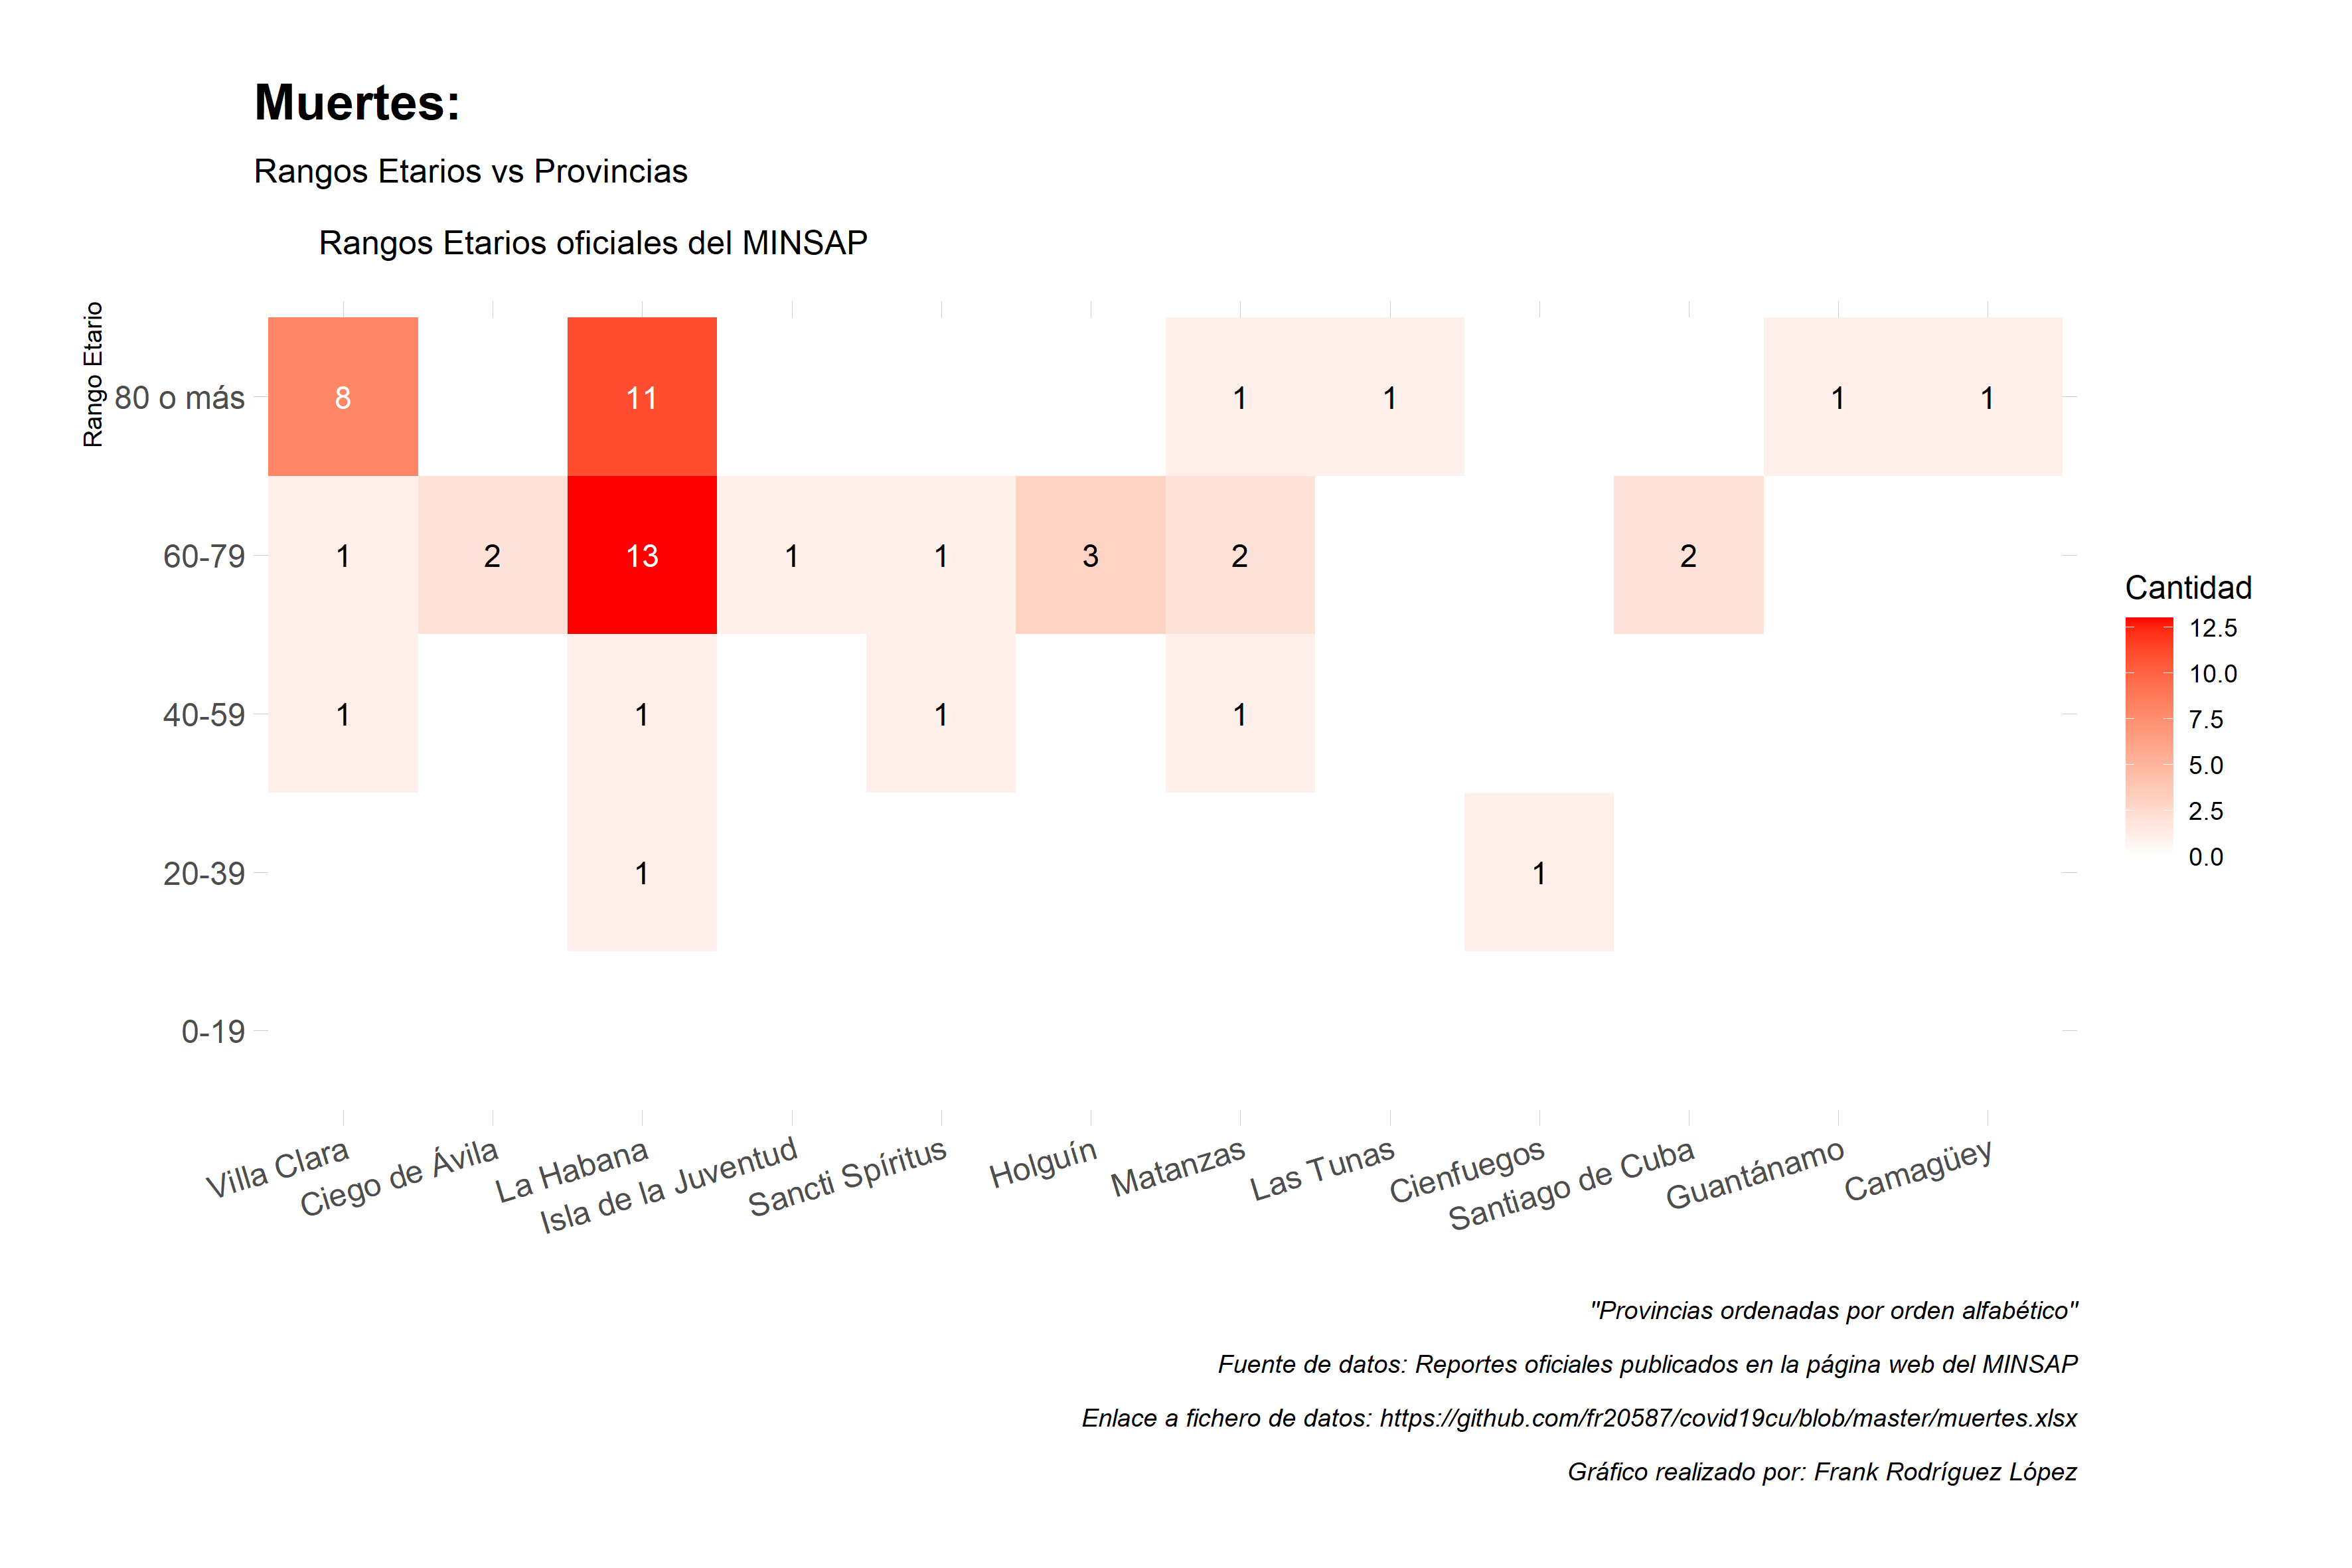 Muertes:
Rangos Etarios vs Provincias
Rangos Etarios oficiales del MINSAP
Rango Etario
80 o más
8
11
1
1
1
1
60-79
1
2
13
1
1
3
2
2
40-59
1
1
1
1
20-39
1
1
0-19
Villa Clara
Ciego de Ávila
La Habana
Isla de la Juventud
Sancti Spíritus
Holguín
Matanzas
Las Tunas
Cienfuegos
Santiago de Cuba
Guantánamo
Camagüey
Cantidad
12.5
10.0
7.5
5.0
2.5
0.0
"Provincias ordenadas por orden alfabético"
Fuente de datos: Reportes oficiales publicados en la página web del MINSAP
Enlace a fichero de datos: https://github.com/fr20587/covid19cu/blob/master/muertes.xlsx
Gráfico realizado por: Frank Rodríguez López